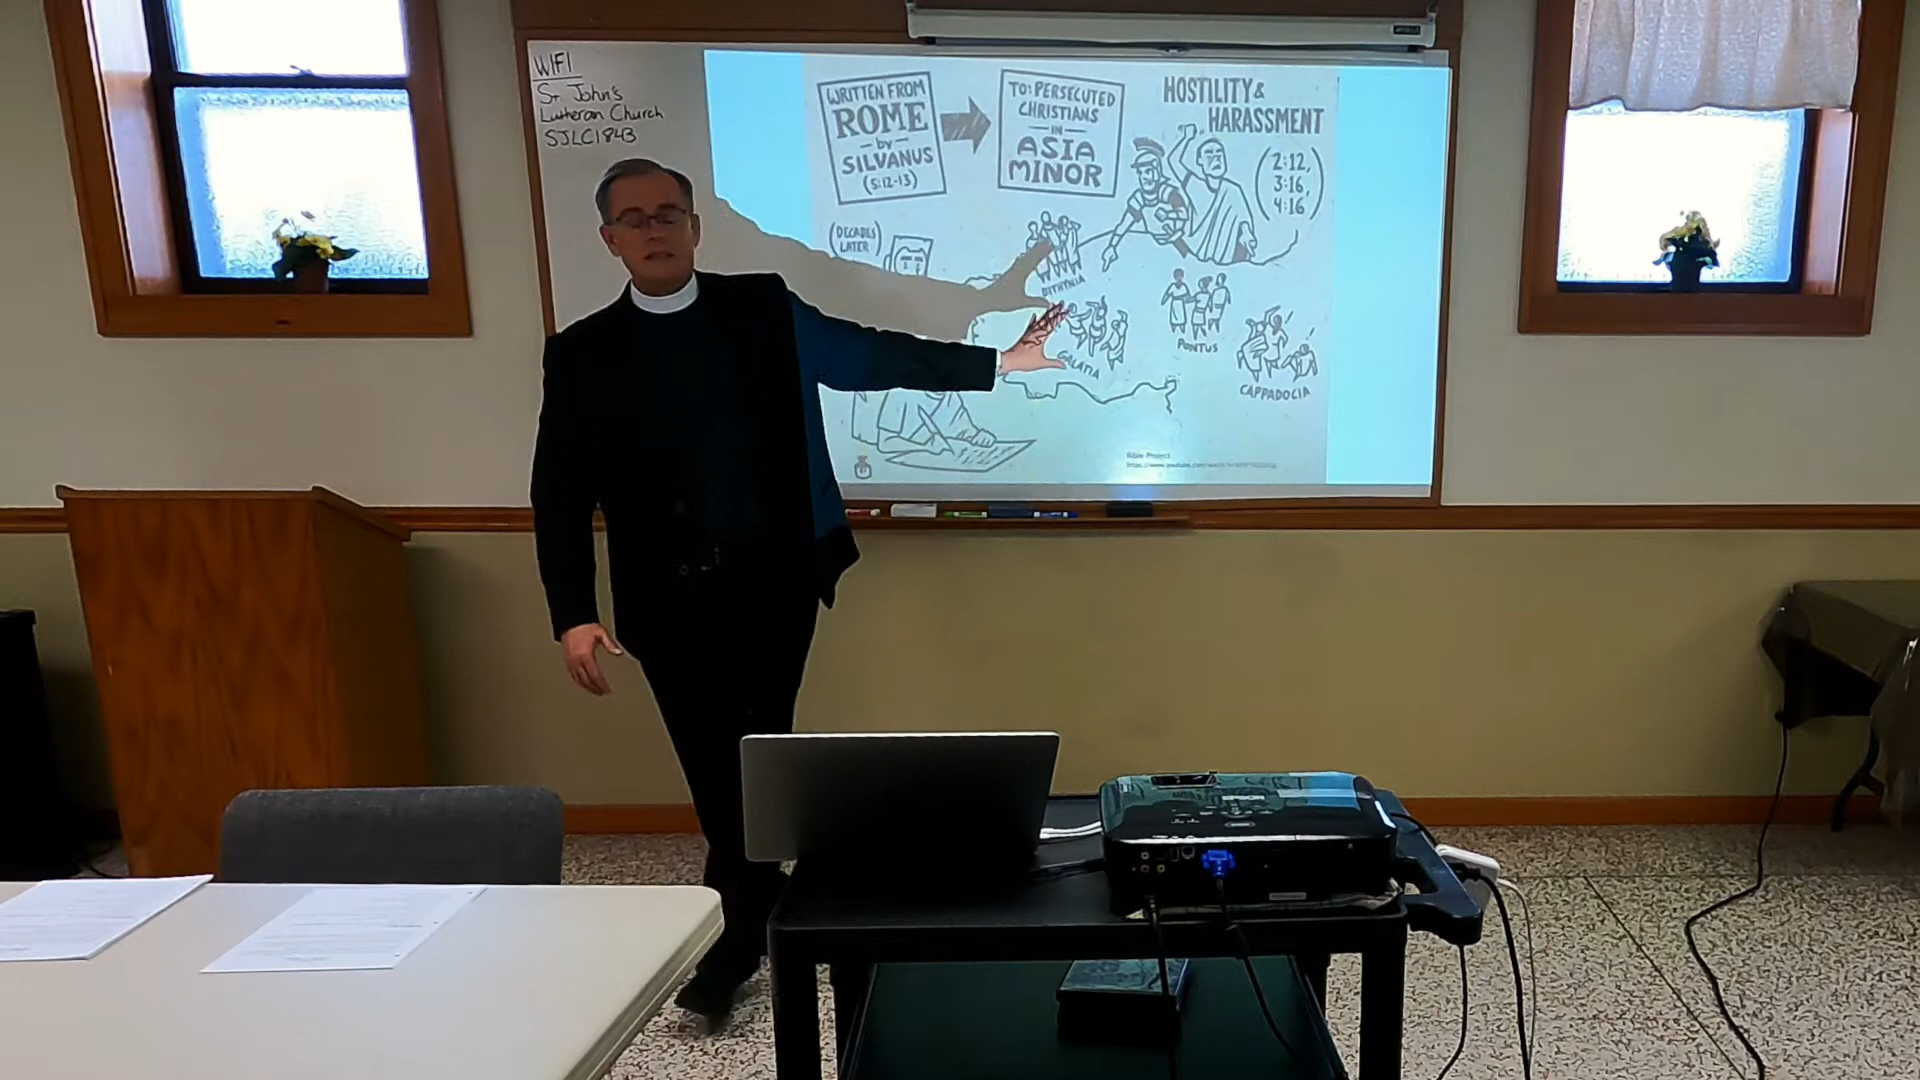 WIFI
St. John's
Lutheran Church
SJLC1843
WRITTEN FROM
ROME
— by —
SILVANUS
(5:12-13)
TO: PERSECUTED
CHRISTIANS
— IN —
ASIA
MINOR
HOSTILITY &
HARASSMENT
(2:12,
3:16,
4:16)
(DECADES
LATER)
BITHYNIA
GALATIA
PONTUS
CAPPADOCIA
Bible Project
EPSON